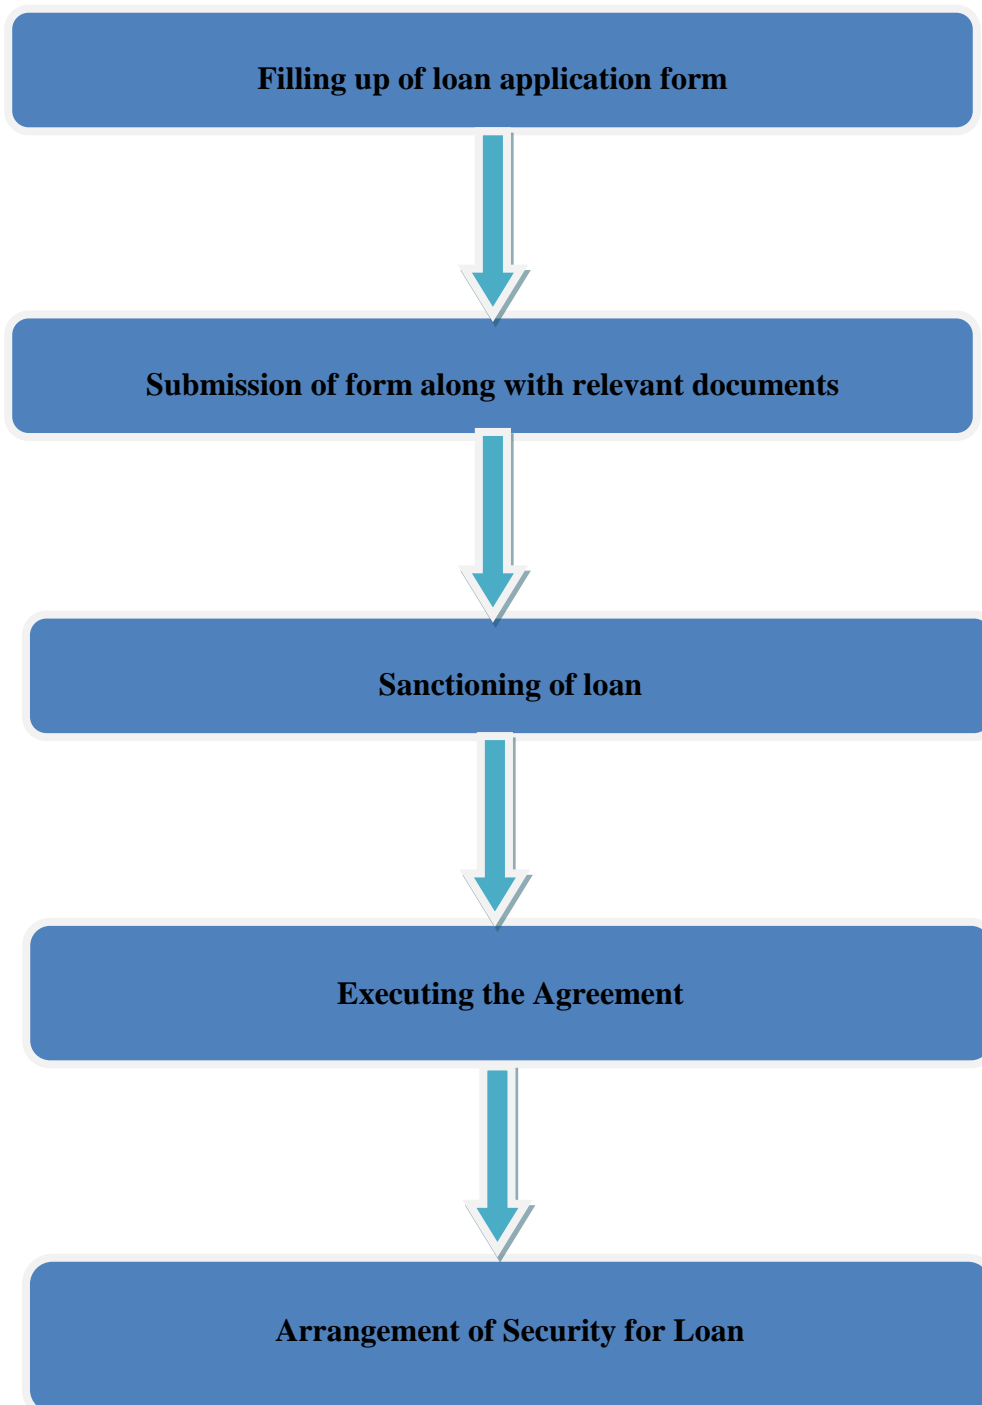 Filling up of loan application form
Submission of form along with relevant documents
Sanctioning of loan
Executing the Agreement
Arrangement of Security for Loan